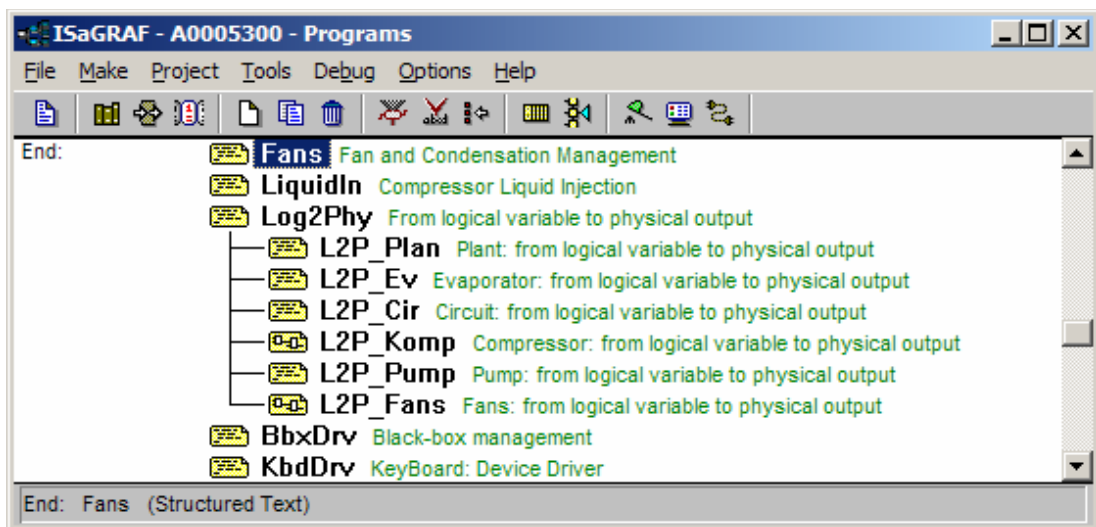 ISaGRAF - A0005300 - Programs
File Make Project Tools Debug Options Help
End: Fans Fan and Condensation Management
LiquidIn Compressor Liquid Injection
Log2Phy From logical variable to physical output
L2P_Plan Plant: from logical variable to physical output
L2P_Ev Evaporator: from logical variable to physical output
L2P_Cir Circuit: from logical variable to physical output
L2P_Komp Compressor: from logical variable to physical output
L2P_Pump Pump: from logical variable to physical output
L2P_Fans Fans: from logical variable to physical output
BbxDrv Black-box management
KbdDrv KeyBoard: Device Driver
End: Fans (Structured Text)